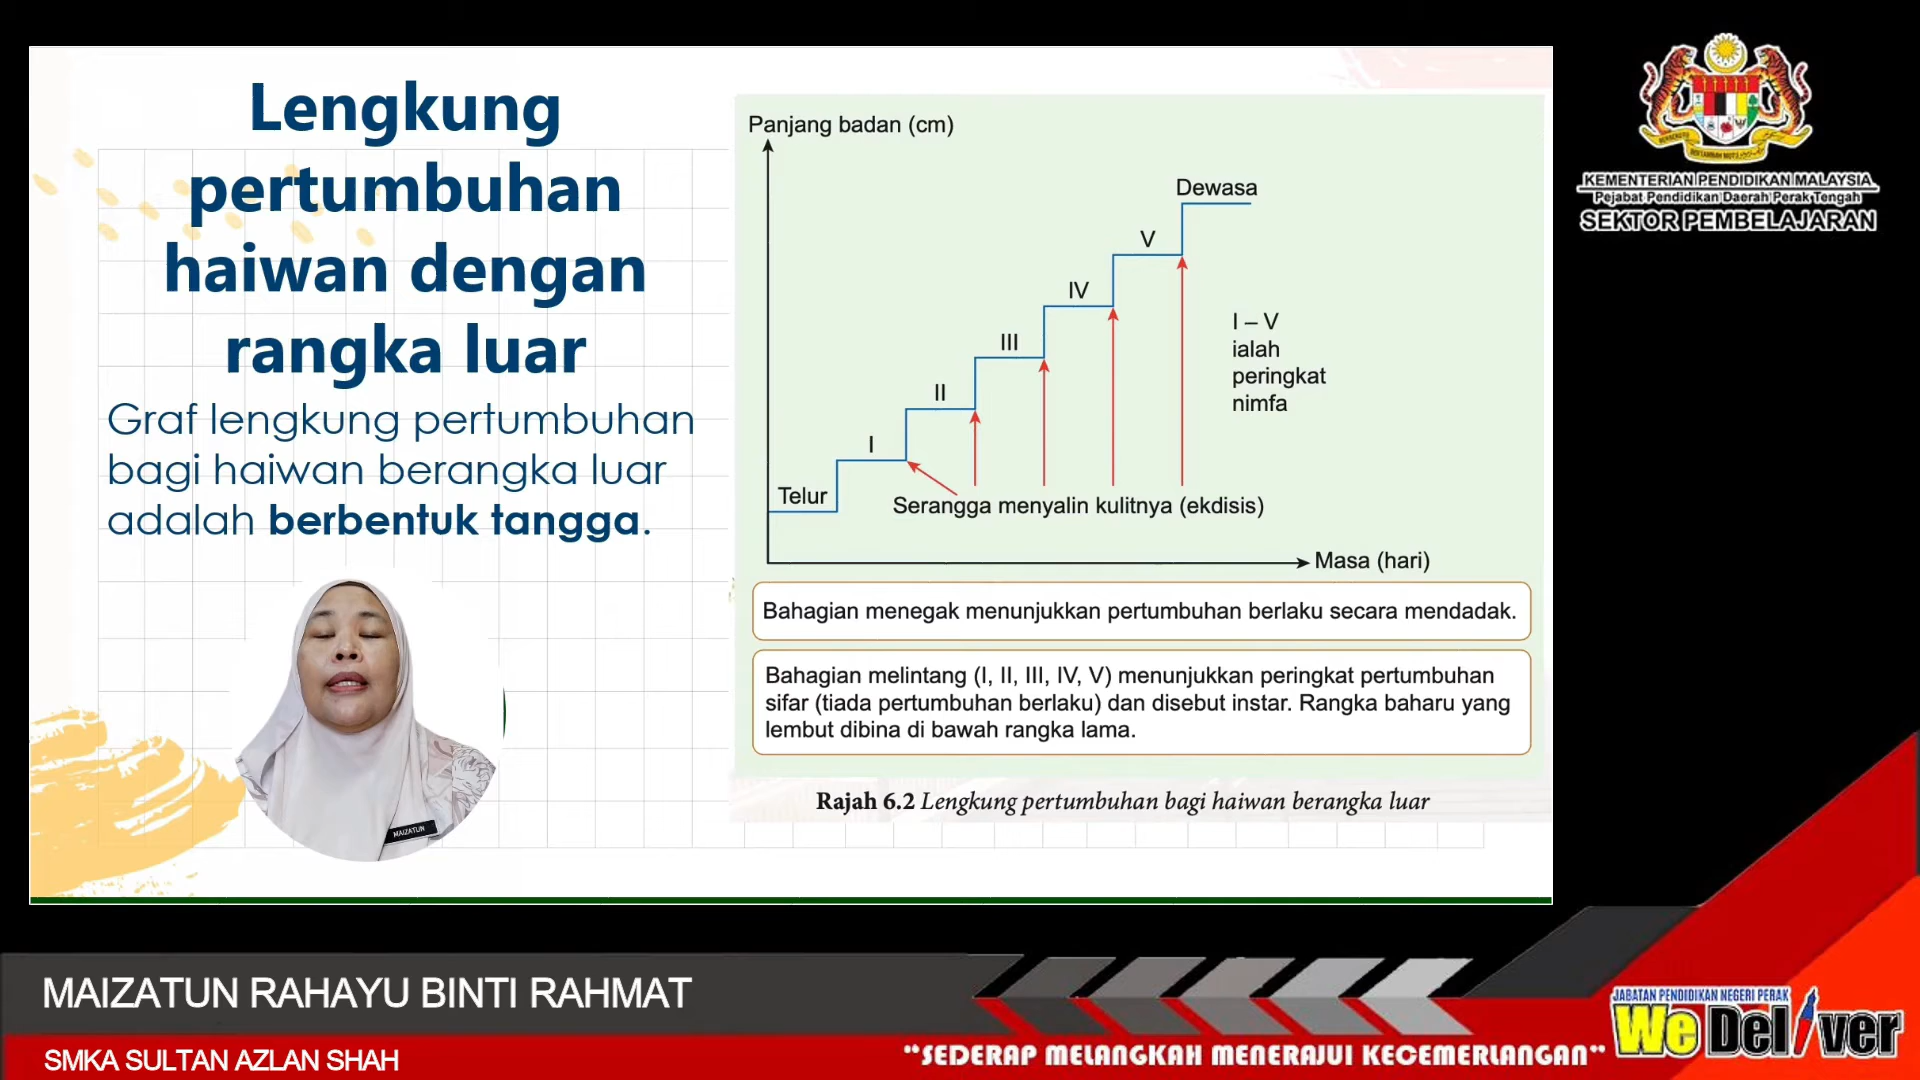 Lengkung
pertumbuhan
haiwan dengan
rangka luar
Graf lengkung pertumbuhan
bagi haiwan berangka luar
adalah berbentuk tangga.
MAIZATUN
Panjang badan (cm)
Dewasa
V
IV
III
II
I
Telur
I – V
ialah
peringkat
nimfa
Serangga menyalin kulitnya (ekdisis)
Masa (hari)
Bahagian menegak menunjukkan pertumbuhan berlaku secara mendadak.
Bahagian melintang (I, II, III, IV, V) menunjukkan peringkat pertumbuhan
sifar (tiada pertumbuhan berlaku) dan disebut instar. Rangka baharu yang
lembut dibina di bawah rangka lama.
Rajah 6.2 Lengkung pertumbuhan bagi haiwan berangka luar
KEMENTERIAN PENDIDIKAN MALAYSIA
Pejabat Pendidikan Daerah Perak Tengah
SEKTOR PEMBELAJARAN
MAIZATUN RAHAYU BINTI RAHMAT
SMKA SULTAN AZLAN SHAH
"SEDERAP MELANGKAH MENERAJUI KECEMERLANGAN"
JABATAN PENDIDIKAN NEGERI PERAK
We Deliver